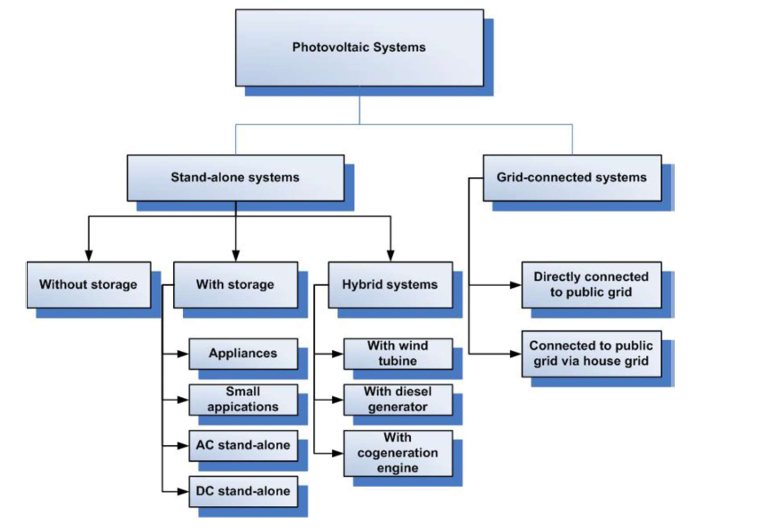 Photovoltaic Systems
Stand-alone systems
Grid-connected systems
Without storage
With storage
Hybrid systems
Directly connected
to public grid
Appliances
With wind
tubine
Connected to public
grid via house grid
Small
appications
With diesel
generator
AC stand-alone
With
cogeneration
engine
DC stand-alone